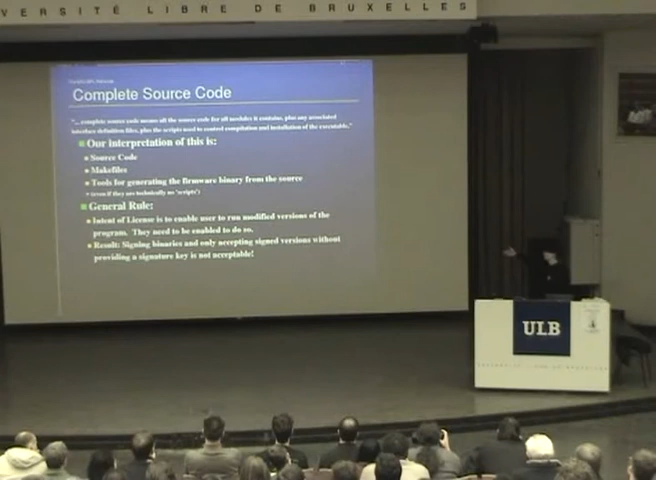 VERSITÉ LIBRE DE BRUXELLES
Complete Source Code
"... complete source code means all the source code for all modules it contains, plus any associated
interface definition files, plus the scripts used to control compilation and installation of the executable."
Our interpretation of this is:
Source Code
Makefiles
Tools for generating the firmware binary from the source
(even if they are technically no 'scripts')
General Rule:
Intent of License is to enable user to run modified versions of the
program. They need to be enabled to do so.
Result: Signing binaries and only accepting signed versions without
providing a signature key is not acceptable!
ULB